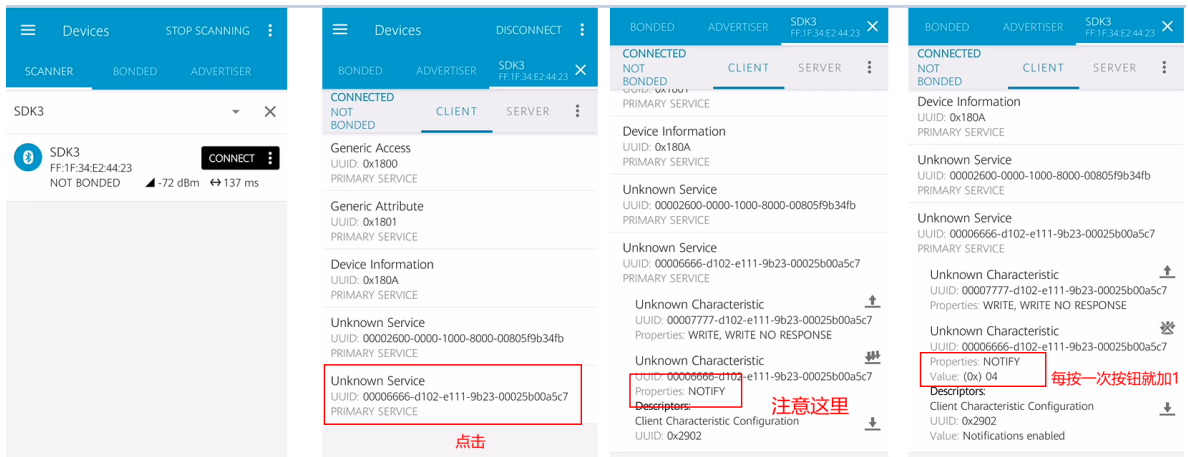 Devices
STOP SCANNING
SCANNER
BONDED
ADVERTISER
SDK3
SDK3
FF:1F:34:E2:44:23
NOT BONDED
-72 dBm
137 ms
CONNECT
Devices
DISCONNECT
BONDED
ADVERTISER
SDK3
FF:1F:34:E2:44:23
CONNECTED
NOT
BONDED
CLIENT
SERVER
Generic Access
UUID: 0x1800
PRIMARY SERVICE
Generic Attribute
UUID: 0x1801
PRIMARY SERVICE
Device Information
UUID: 0x180A
PRIMARY SERVICE
Unknown Service
UUID: 00002600-0000-1000-8000-00805f9b34fb
PRIMARY SERVICE
Unknown Service
UUID: 00006666-d102-e111-9b23-00025b00a5c7
PRIMARY SERVICE
点击
BONDED
ADVERTISER
SDK3
FF:1F:34:E2:44:23
CONNECTED
NOT
BONDED
CLIENT
SERVER
UUID: 0x1801
PRIMARY SERVICE
Device Information
UUID: 0x180A
PRIMARY SERVICE
Unknown Service
UUID: 00002600-0000-1000-8000-00805f9b34fb
PRIMARY SERVICE
Unknown Service
UUID: 00006666-d102-e111-9b23-00025b00a5c7
PRIMARY SERVICE
Unknown Characteristic
UUID: 00007777-d102-e111-9b23-00025b00a5c7
Properties: WRITE, WRITE NO RESPONSE
Unknown Characteristic
UUID: 00006666-d102-e111-9b23-00025b00a5c7
Properties: NOTIFY
注意这里
Descriptors:
Client Characteristic Configuration
UUID: 0x2902
BONDED
ADVERTISER
SDK3
FF:1F:34:E2:44:23
CONNECTED
NOT
BONDED
CLIENT
SERVER
Device Information
UUID: 0x180A
PRIMARY SERVICE
Unknown Service
UUID: 00002600-0000-1000-8000-00805f9b34fb
PRIMARY SERVICE
Unknown Service
UUID: 00006666-d102-e111-9b23-00025b00a5c7
PRIMARY SERVICE
Unknown Characteristic
UUID: 00007777-d102-e111-9b23-00025b00a5c7
Properties: WRITE, WRITE NO RESPONSE
Unknown Characteristic
UUID: 00006666-d102-e111-9b23-00025b00a5c7
Properties: NOTIFY
Value: (0x) 04
每按一次按钮就加1
Descriptors:
Client Characteristic Configuration
UUID: 0x2902
Value: Notifications enabled